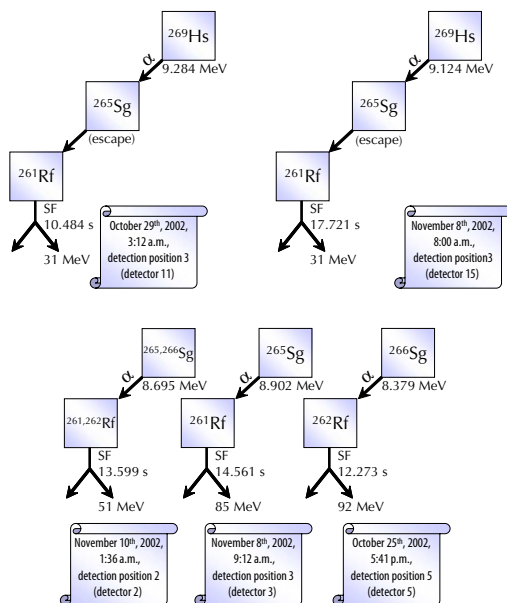 ²⁶⁹Hs
α
9.284 MeV
²⁶⁵Sg
(escape)
²⁶¹Rf
SF
10.484 s
31 MeV
October 29th, 2002,
3:12 a.m.,
detection position 3
(detector 11)
²⁶⁹Hs
α
9.124 MeV
²⁶⁵Sg
(escape)
²⁶¹Rf
SF
17.721 s
31 MeV
November 8th, 2002,
8:00 a.m.,
detection position3
(detector 15)
²⁶⁵,²⁶⁶Sg
α
8.695 MeV
²⁶¹,²⁶²Rf
SF
13.599 s
51 MeV
November 10th, 2002,
1:36 a.m.,
detection position 2
(detector 2)
²⁶⁵Sg
α
8.902 MeV
²⁶¹Rf
SF
14.561 s
85 MeV
November 8th, 2002,
9:12 a.m.,
detection position 3
(detector 3)
²⁶⁶Sg
α
8.379 MeV
²⁶²Rf
SF
12.273 s
92 MeV
October 25th, 2002,
5:41 p.m.,
detection position 5
(detector 5)